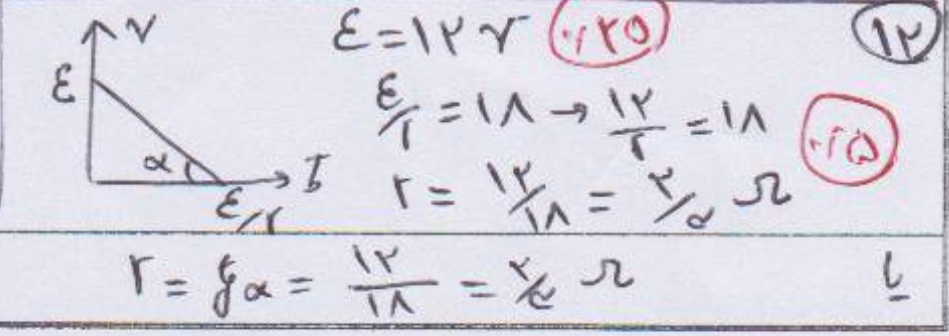 ۱۲
V
ε = ۱۲ V ۰/۲۵
ε
ε/r = ۱۸ → ۱۲/r = ۱۸ ۰/۲۵
α I
ε/r
r = ۱۲/۱۸ = ۲/۳ Ω
یا
r = tgα = ۱۲/۱۸ = ۲/۳ Ω